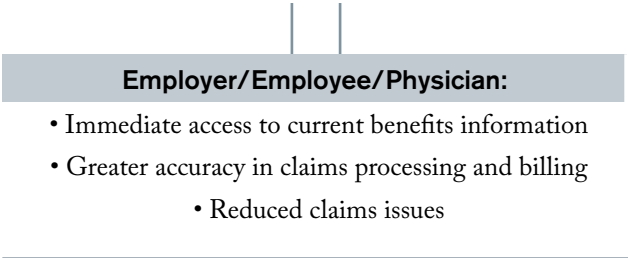 Employer/Employee/Physician:
• Immediate access to current benefits information
• Greater accuracy in claims processing and billing
• Reduced claims issues